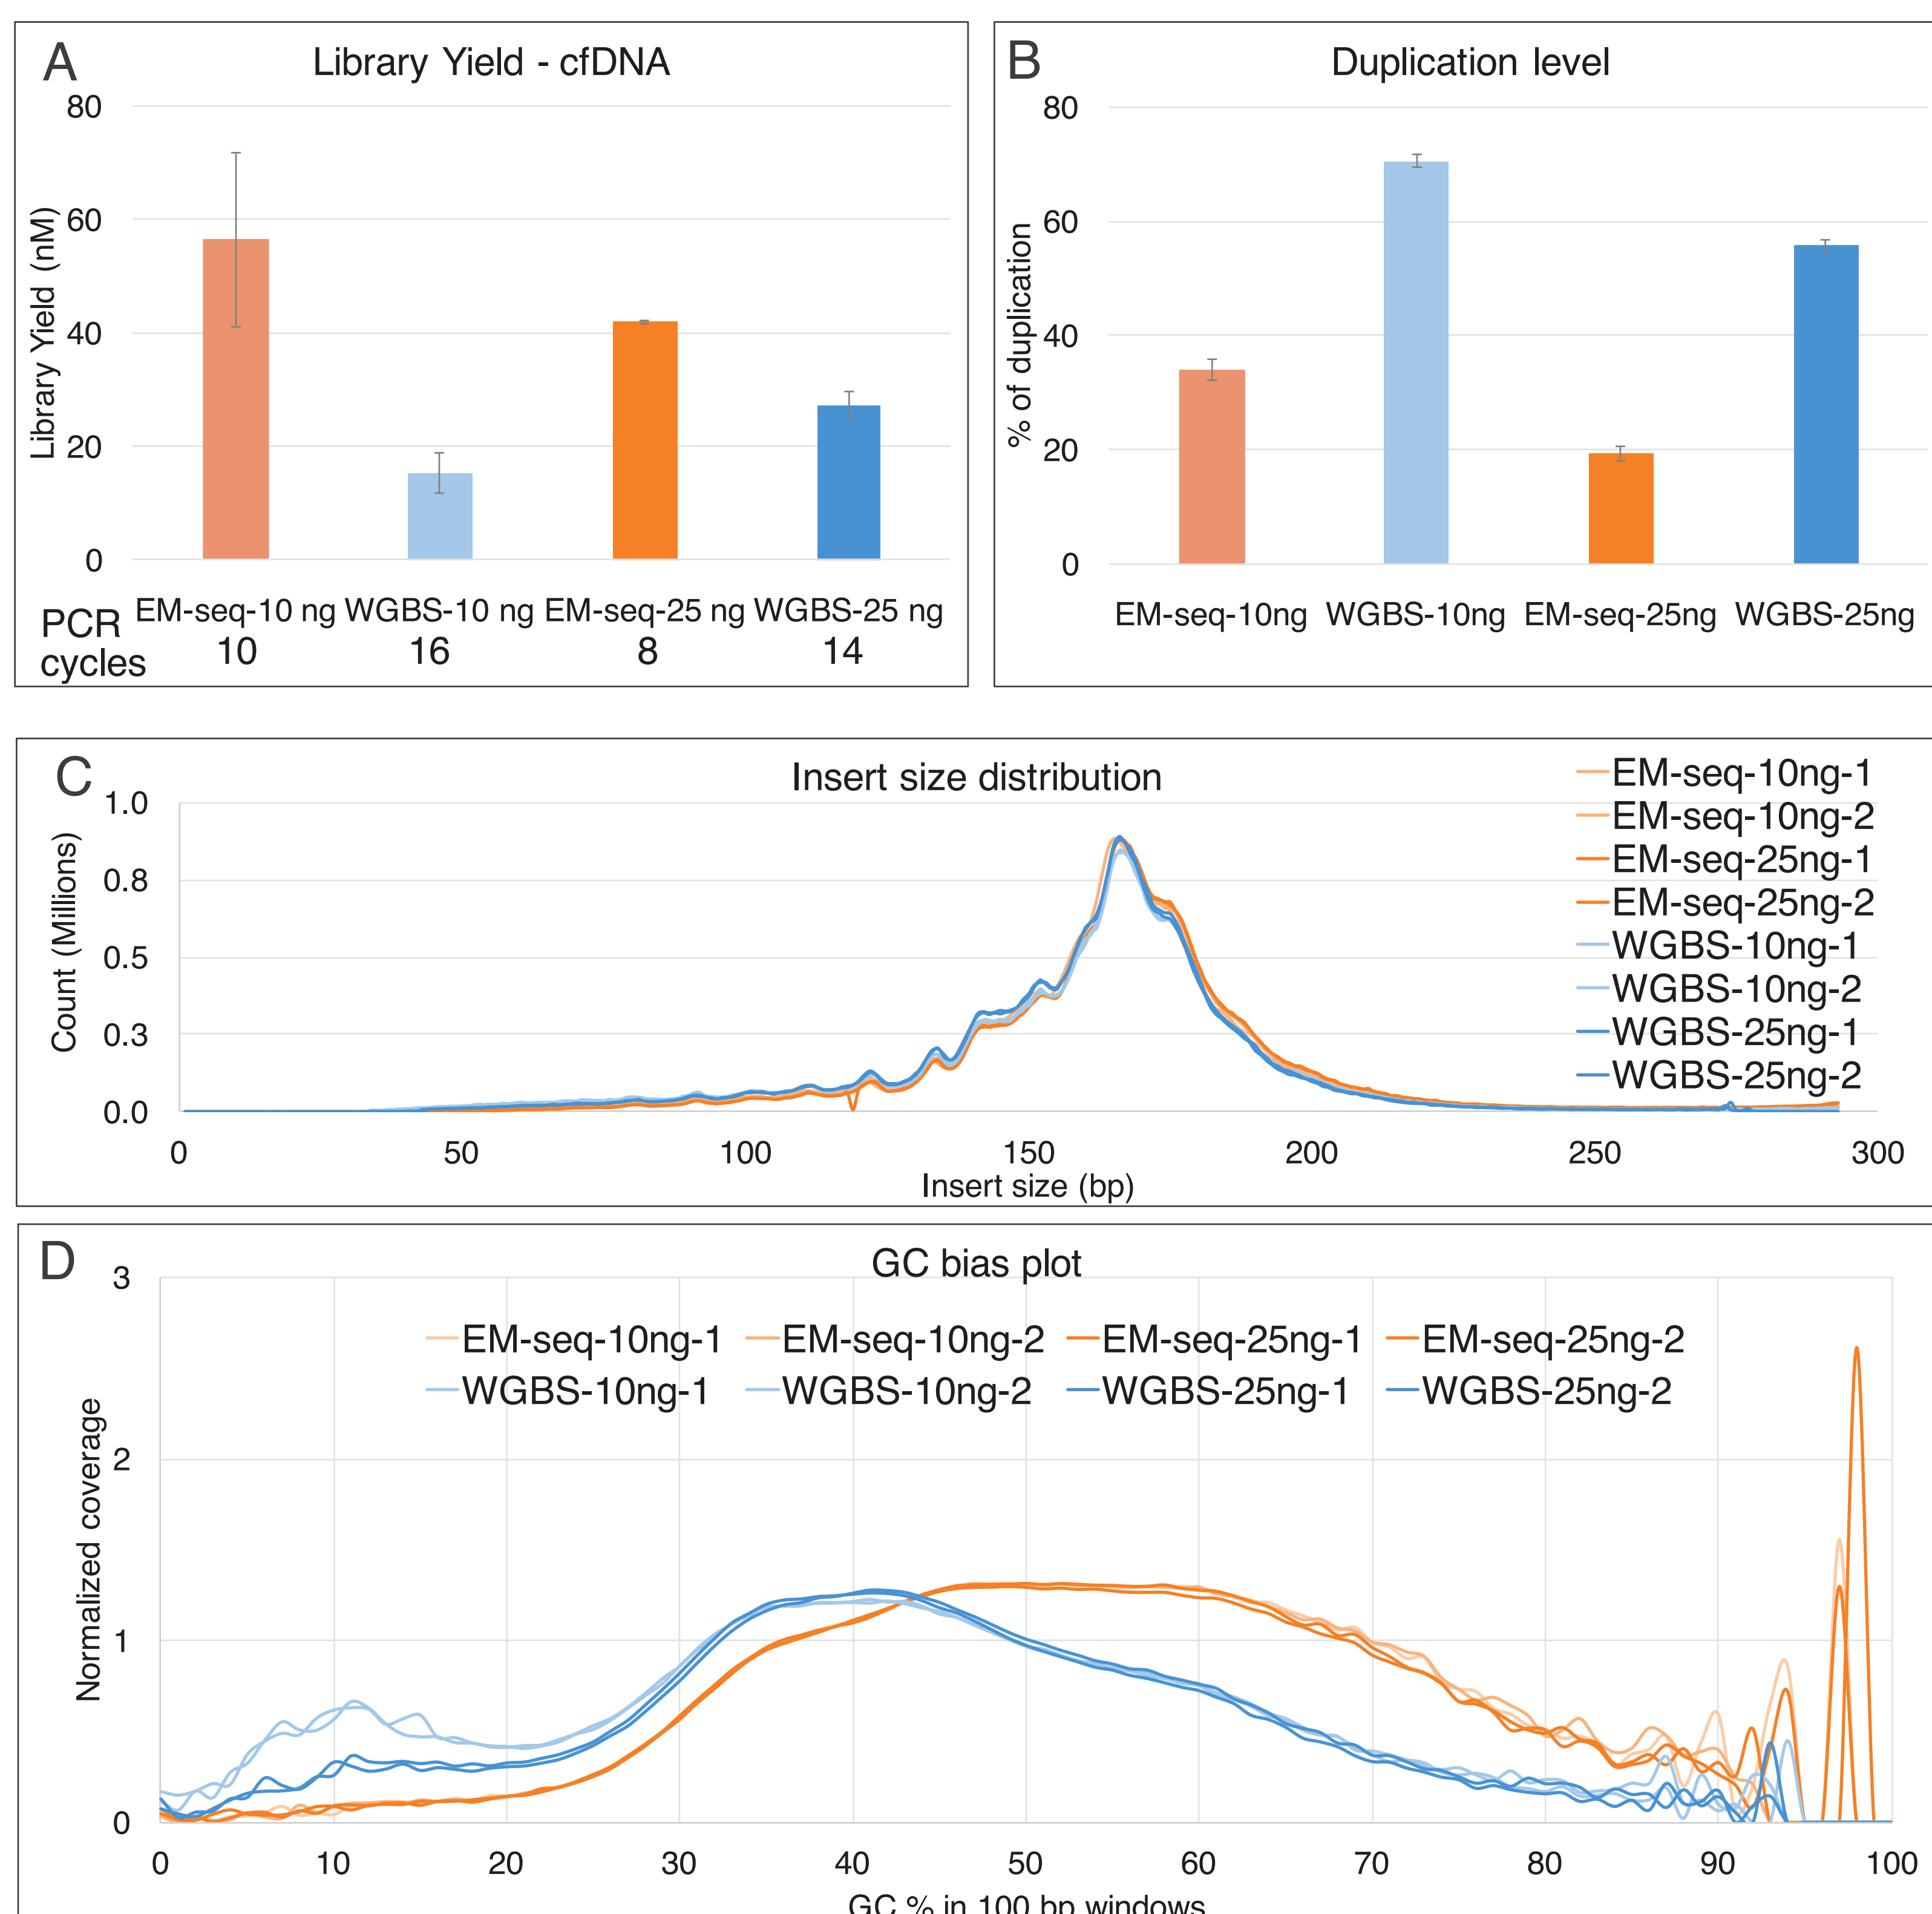 A
Library Yield - cfDNA
Library Yield (nM)
80
60
40
20
0
EM-seq-10 ng WGBS-10 ng EM-seq-25 ng WGBS-25 ng
PCR
cycles
10 16 8 14
B
Duplication level
% of duplication
80
60
40
20
0
EM-seq-10ng WGBS-10ng EM-seq-25ng WGBS-25ng
C
Insert size distribution
Count (Millions)
1.0
0.8
0.5
0.3
0.0
0 50 100 150 200 250 300
Insert size (bp)
EM-seq-10ng-1
EM-seq-10ng-2
EM-seq-25ng-1
EM-seq-25ng-2
WGBS-10ng-1
WGBS-10ng-2
WGBS-25ng-1
WGBS-25ng-2
D
GC bias plot
Normalized coverage
3
2
1
0
EM-seq-10ng-1 EM-seq-10ng-2 EM-seq-25ng-1 EM-seq-25ng-2
WGBS-10ng-1 WGBS-10ng-2 WGBS-25ng-1 WGBS-25ng-2
0 10 20 30 40 50 60 70 80 90 100
GC % in 100 bp windows